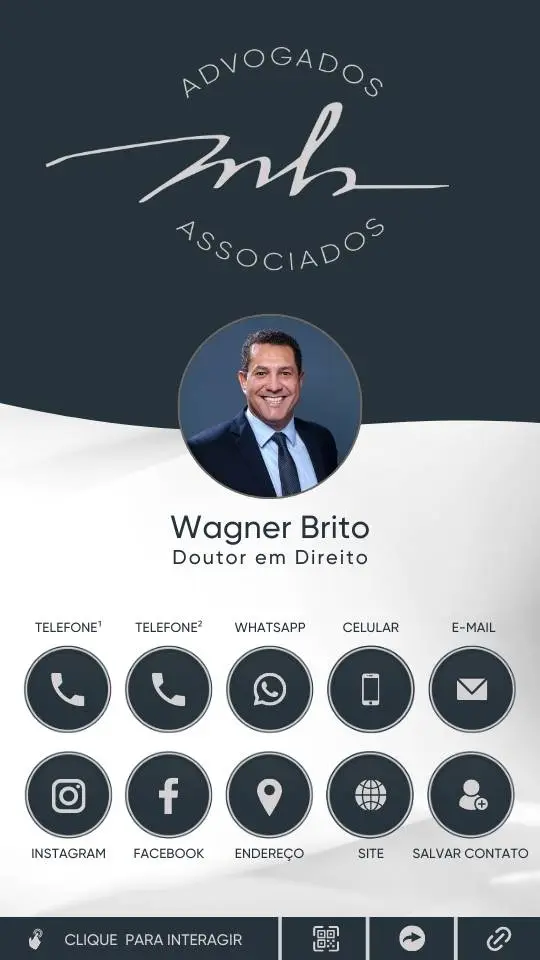 ADVOGADOS
mb
ASSOCIADOS
Wagner Brito
Doutor em Direito
TELEFONE¹ TELEFONE² WHATSAPP CELULAR E-MAIL
INSTAGRAM FACEBOOK ENDEREÇO SITE SALVAR CONTATO
CLIQUE PARA INTERAGIR